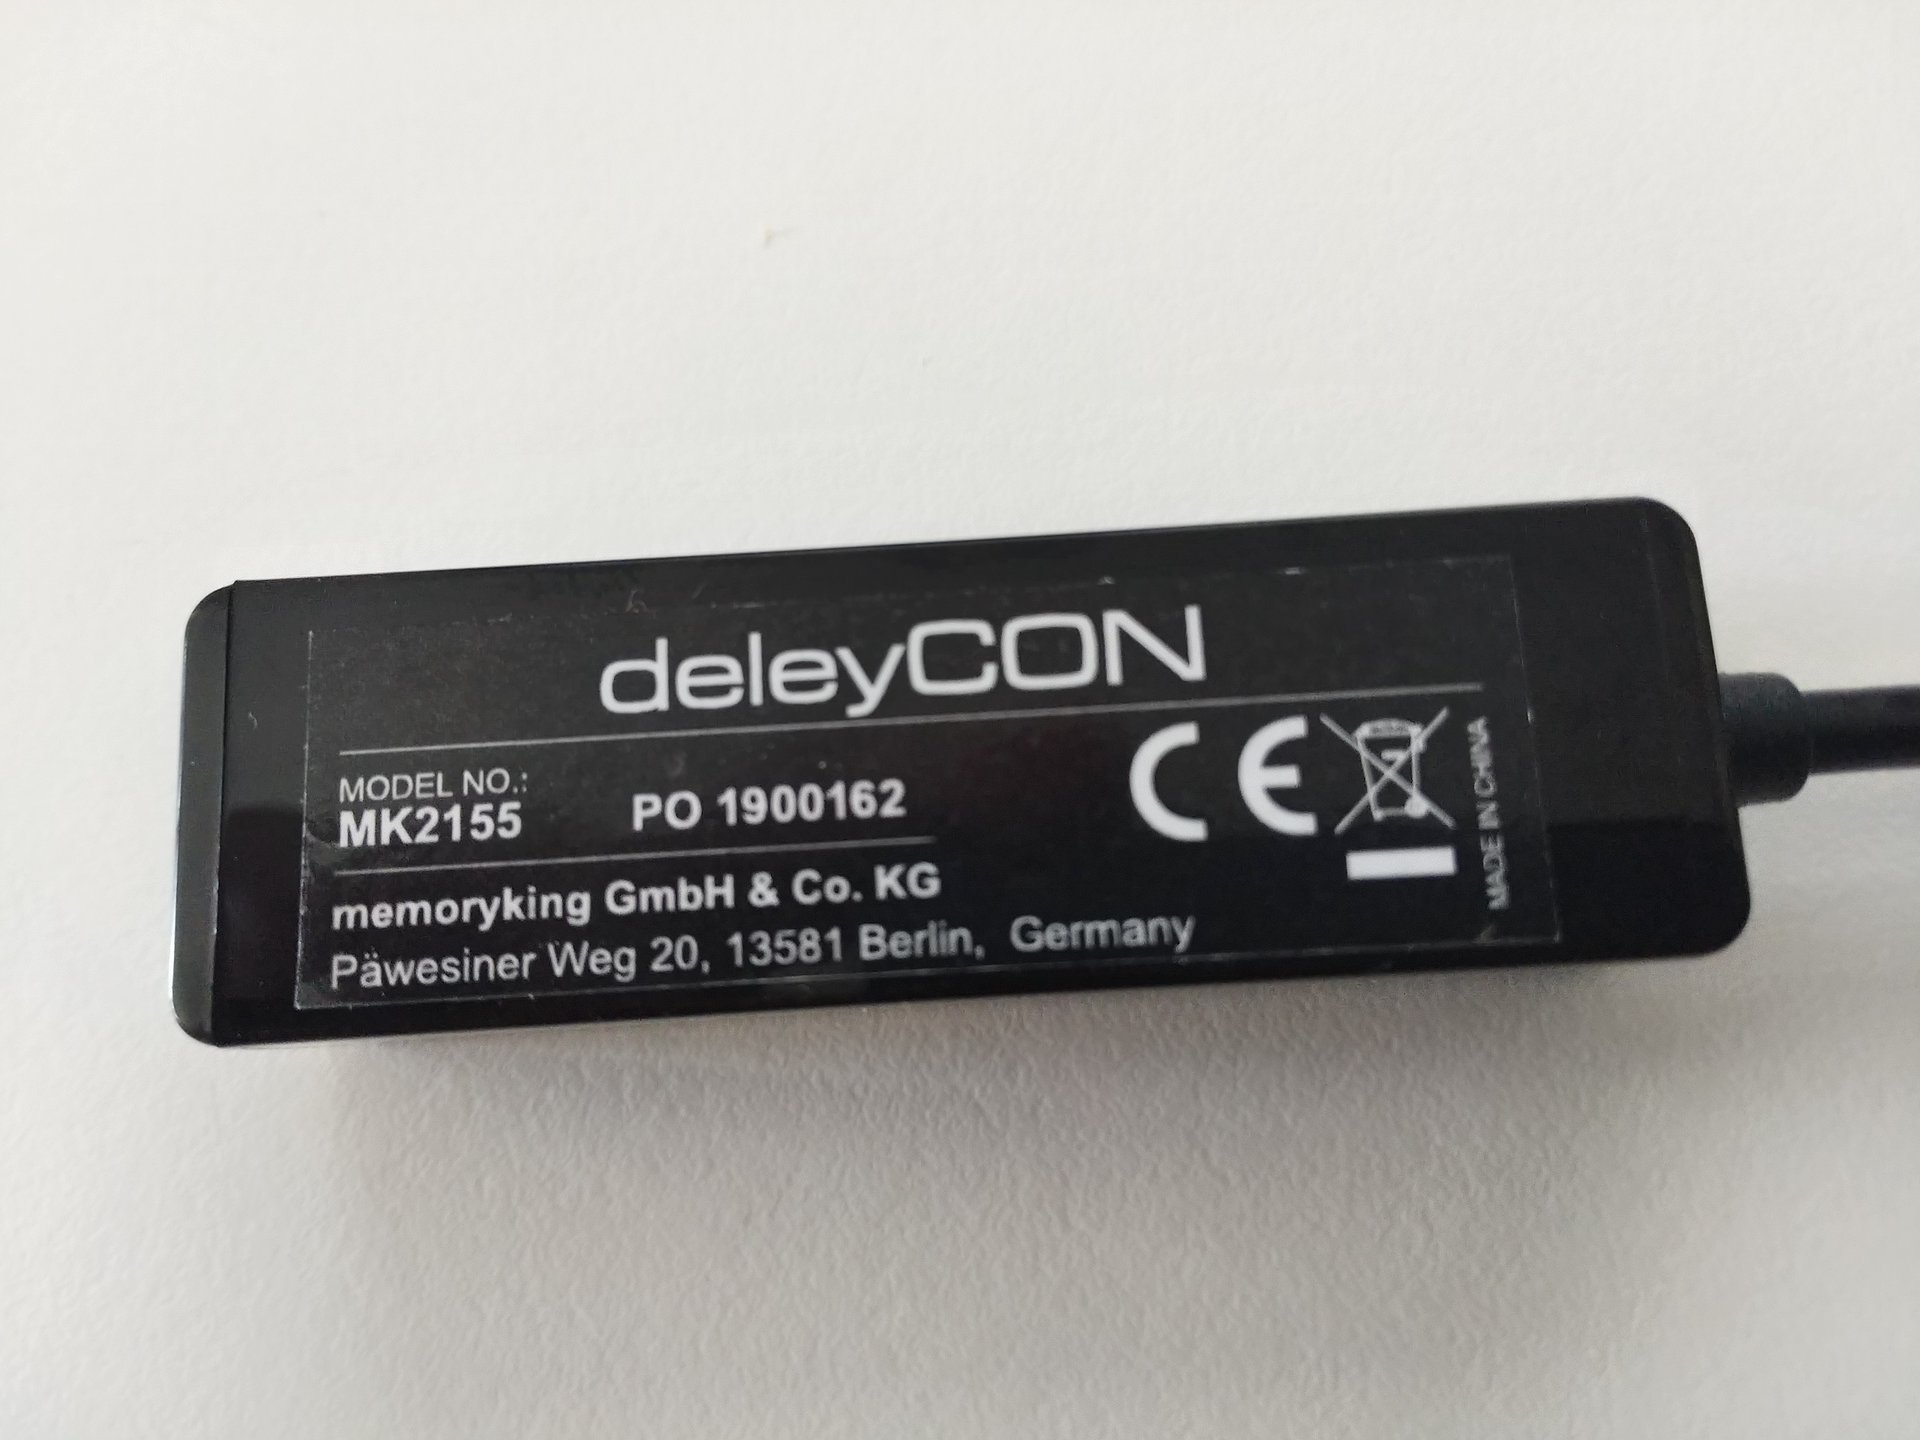 deleyCON
MODEL NO.:
MK2155
PO 1900162
CE
MADE IN CHINA
memoryking GmbH & Co. KG
Päwesiner Weg 20, 13581 Berlin, Germany